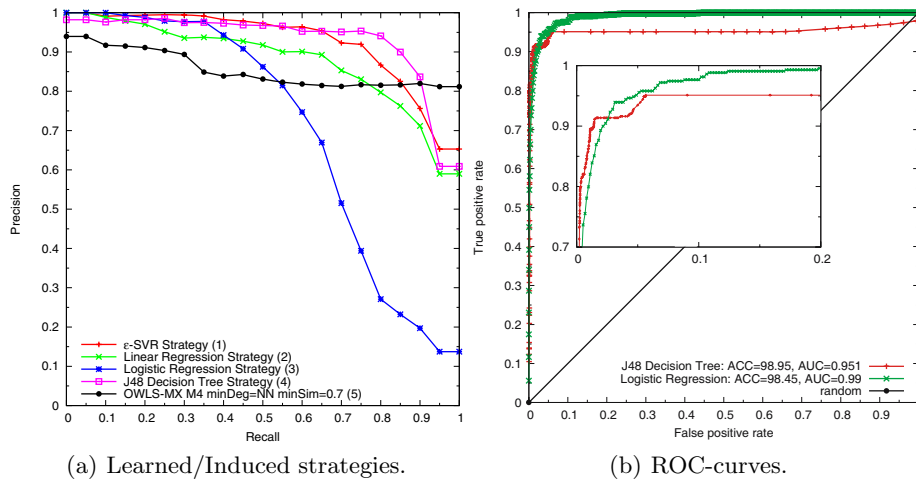 1
0.9
0.8
0.7
0.6
0.5
0.4
0.3
0.2
0.1
0
Precision
ε-SVR Strategy (1)
Linear Regression Strategy (2)
Logistic Regression Strategy (3)
J48 Decision Tree Strategy (4)
OWLS-MX M4 minDeg=NN minSim=0.7 (5)
0 0.1 0.2 0.3 0.4 0.5 0.6 0.7 0.8 0.9 1
Recall
(a) Learned/Induced strategies.
1
0.9
0.8
0.7
0.6
0.5
0.4
0.3
0.2
0.1
0
True positive rate
1
0.9
0.8
0.7
0 0.1 0.2
J48 Decision Tree: ACC=98.95, AUC=0.951
Logistic Regression: ACC=98.45, AUC=0.99
random
0 0.1 0.2 0.3 0.4 0.5 0.6 0.7 0.8 0.9
False positive rate
(b) ROC-curves.